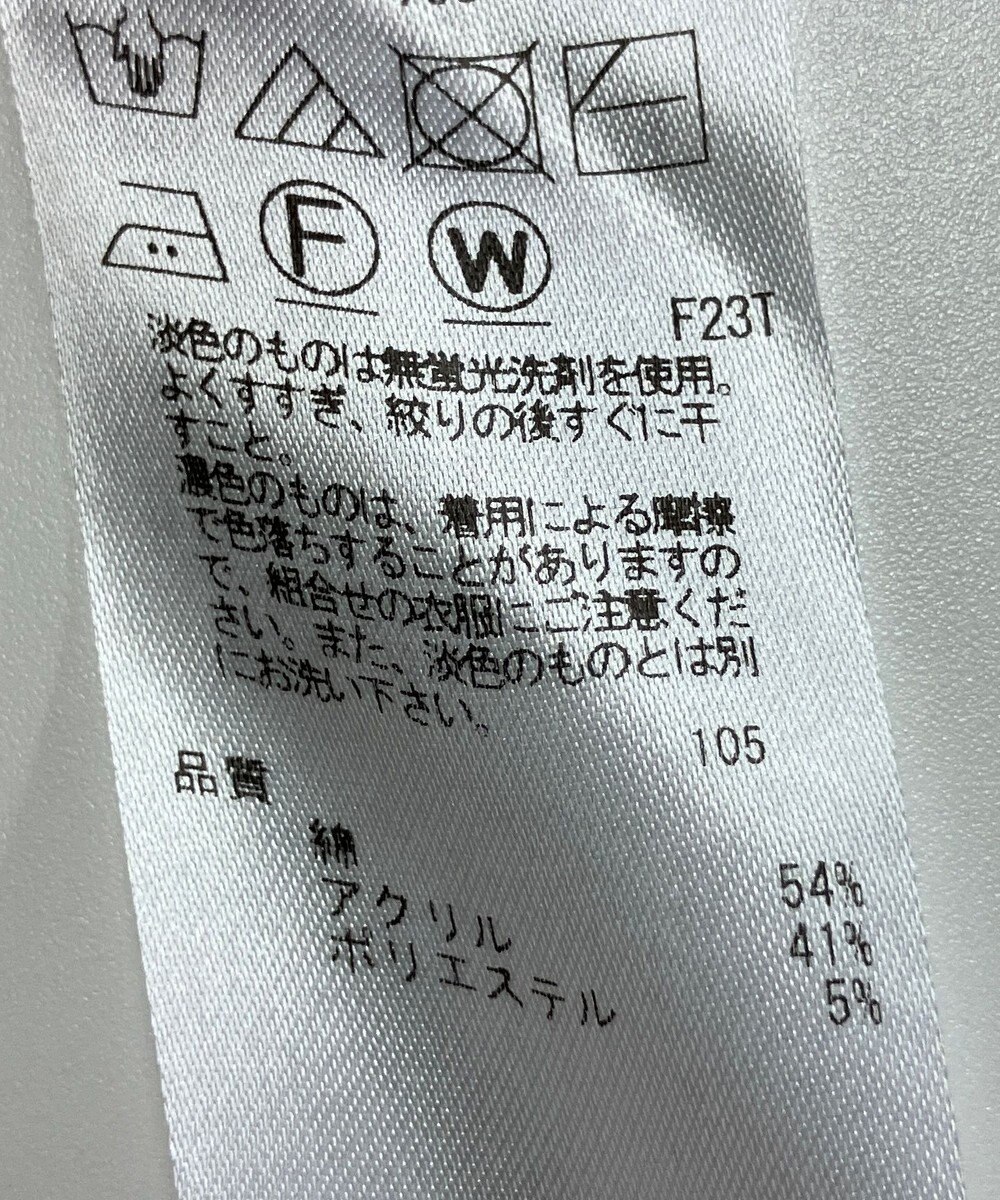 F
W
F23T
淡色のものは無蛍光洗剤を使用。
よくすすぎ、絞りの後すぐに干
すこと。
濃色のものは、着用による摩擦
で色落ちすることがありますの
で、組合せの衣服にご注意くだ
さい。また、淡色のものとは別
にお洗い下さい。
105
品質
綿 54%
アクリル 41%
ポリエステル 5%